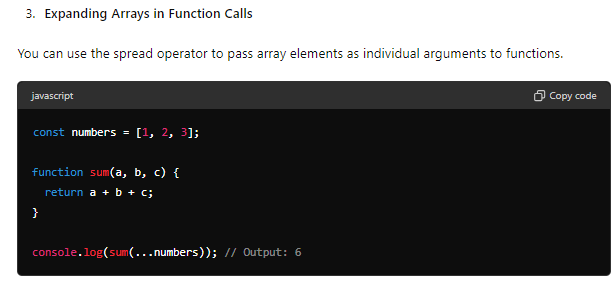 3. Expanding Arrays in Function Calls
You can use the spread operator to pass array elements as individual arguments to functions.
javascript
Copy code
const numbers = [1, 2, 3];
function sum(a, b, c) {
  return a + b + c;
}
console.log(sum(...numbers)); // Output: 6